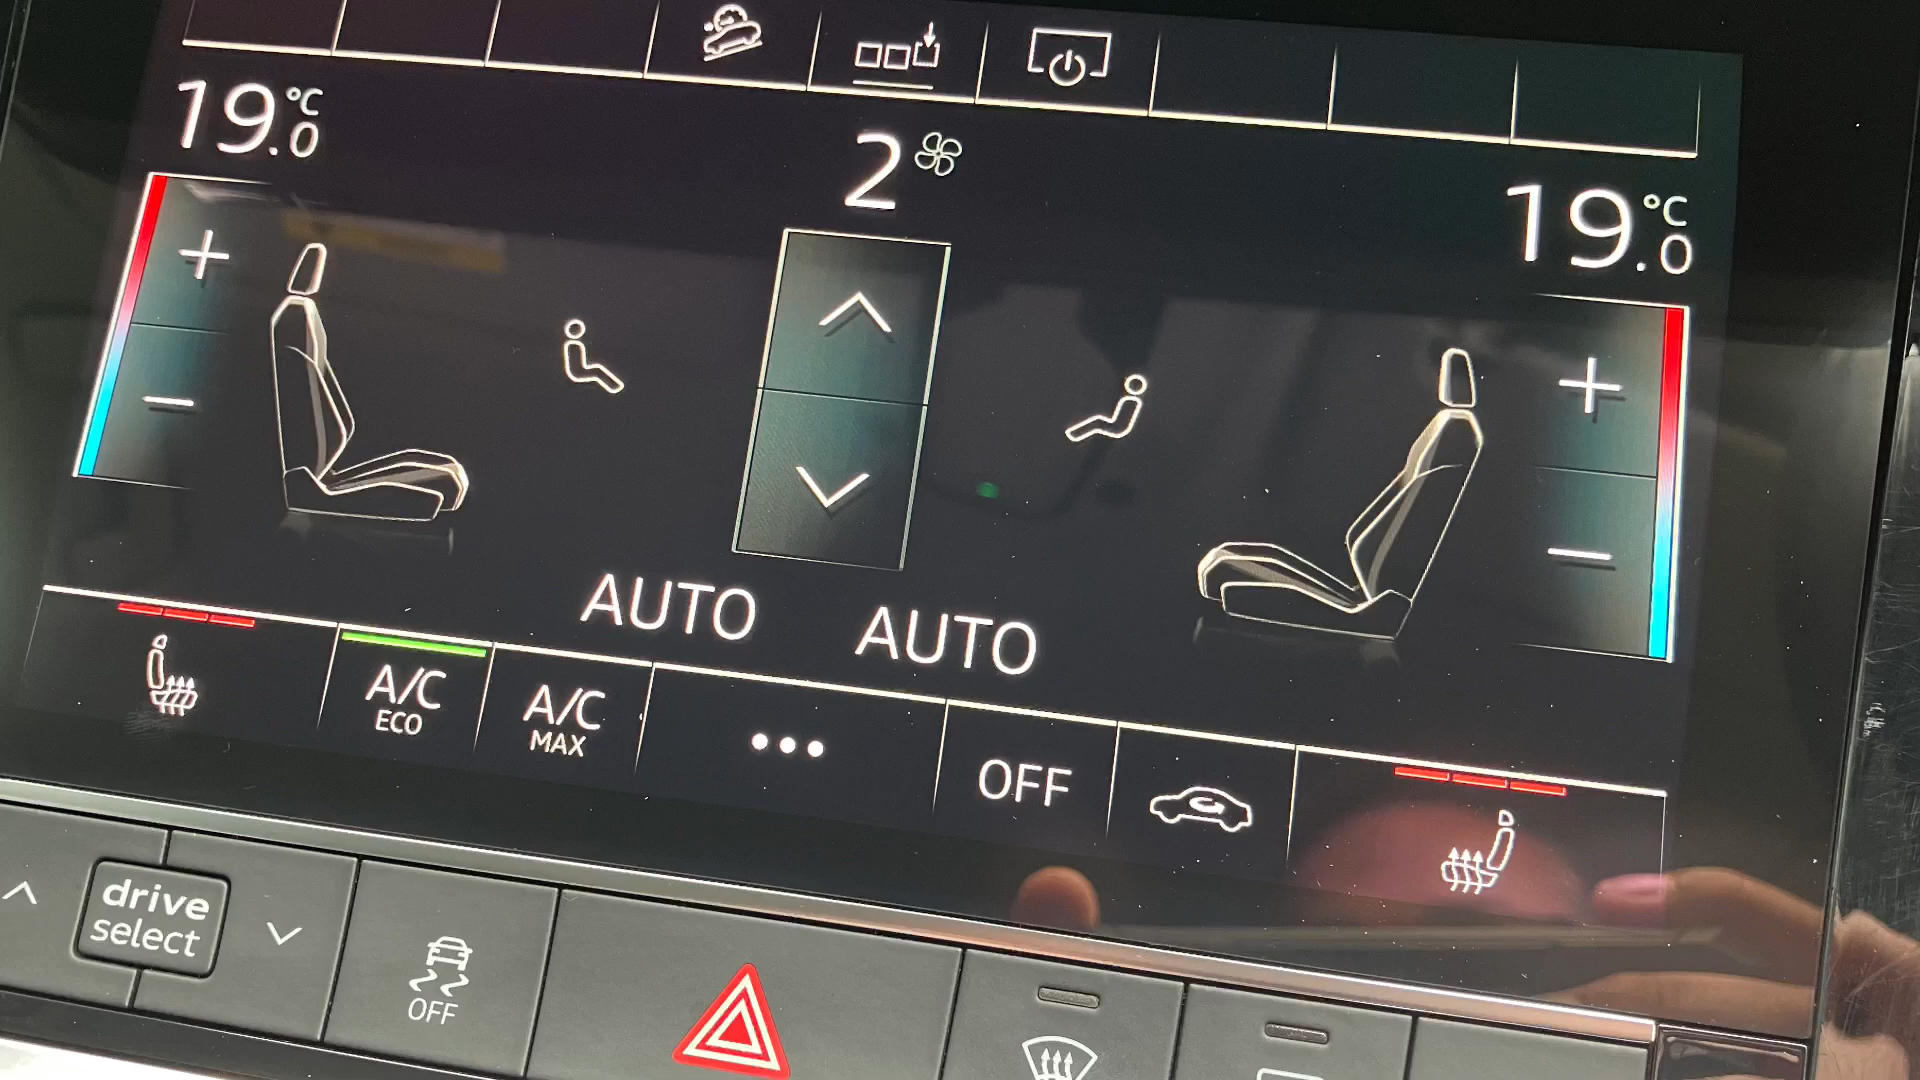 19.0 °C
2
19.0 °C
AUTO
AUTO
A/C
ECO
A/C
MAX
OFF
drive
select
OFF